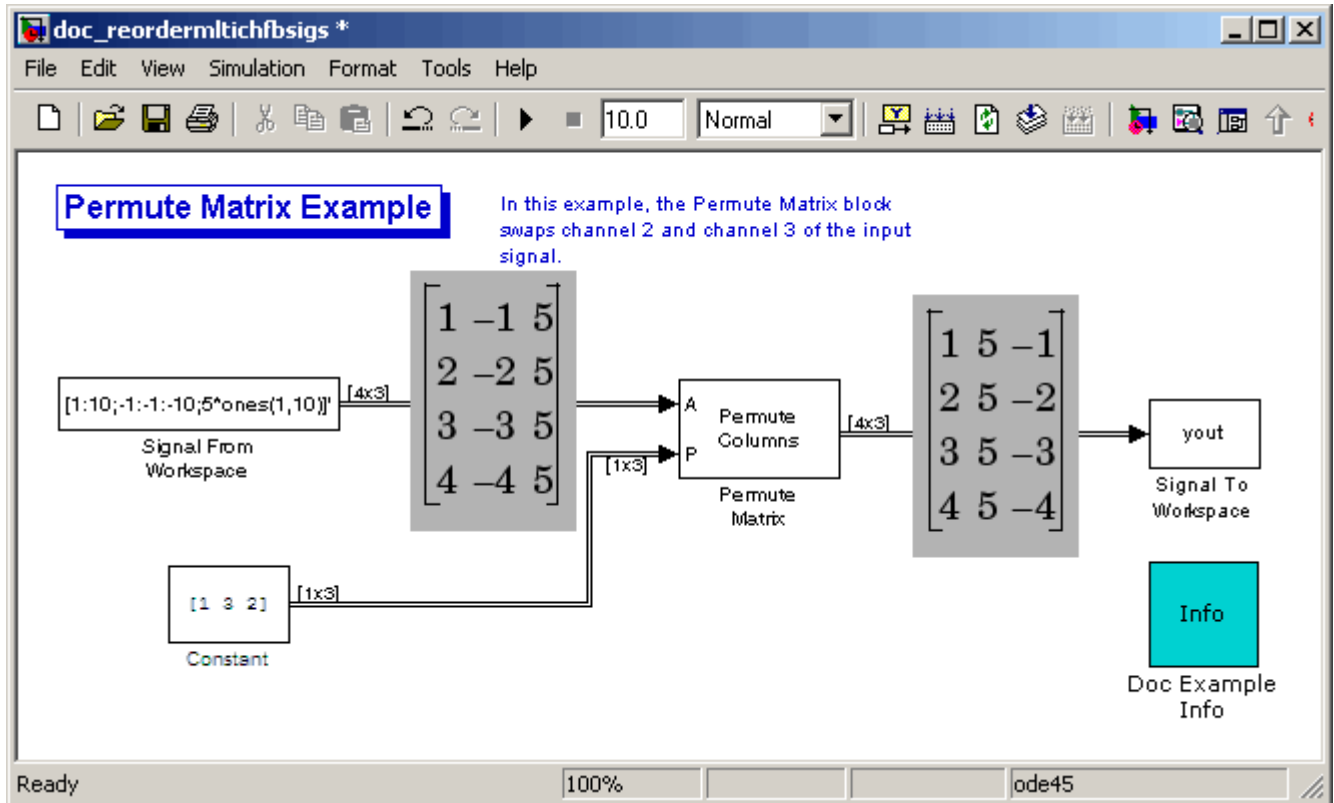 doc_reordermltichfbsigs *
File Edit View Simulation Format Tools Help
10.0 Normal
Permute Matrix Example
In this example, the Permute Matrix block
swaps channel 2 and channel 3 of the input
signal.
[1:10;-1:-1:-10;5*ones(1,10)]'
[4x3]
Signal From
Workspace
1 -1 5
2 -2 5
3 -3 5
4 -4 5
A
P
[1x3]
Permute
Columns
Permute
Matrix
[4x3]
1 5 -1
2 5 -2
3 5 -3
4 5 -4
yout
Signal To
Workspace
[1 3 2]
[1x3]
Constant
Info
Doc Example
Info
Ready 100% ode45